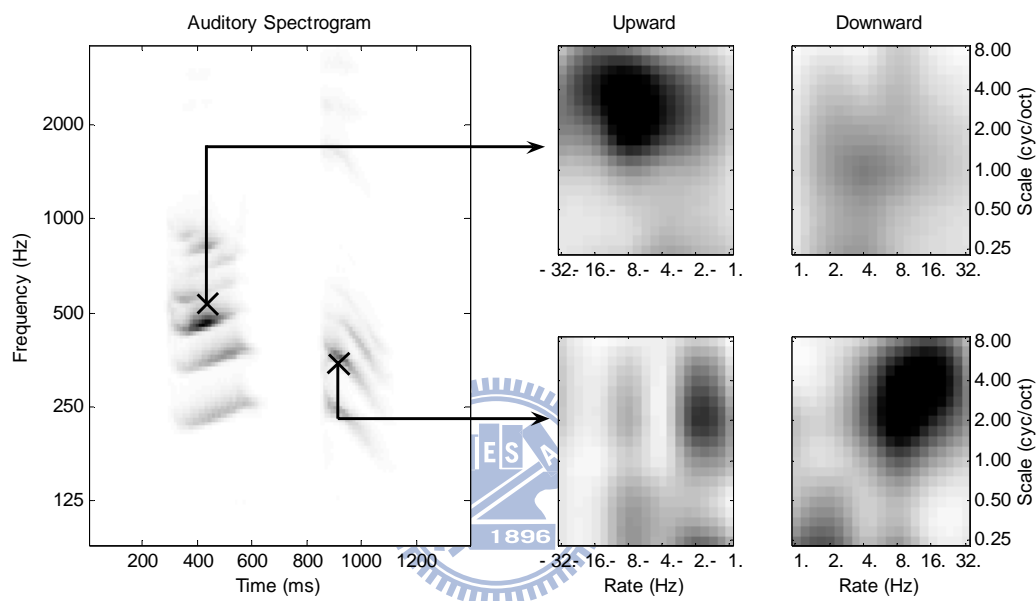 Auditory Spectrogram
Upward
Downward
Frequency (Hz)
2000
1000
500
250
125
200 400 600 800 1000 1200
Time (ms)
- 32.- 16.- 8.- 4.- 2.- 1.
1. 2. 4. 8. 16. 32.
8.00
4.00
2.00
1.00
0.50
0.25
Scale (cyc/oct)
- 32.- 16.- 8.- 4.- 2.- 1.
Rate (Hz)
1. 2. 4. 8. 16. 32.
Rate (Hz)
8.00
4.00
2.00
1.00
0.50
0.25
Scale (cyc/oct)
ES A
1896